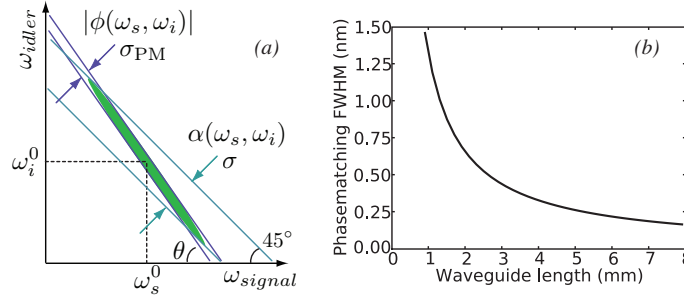 |ϕ(ω_s, ω_i)|
(a)
σ_PM
ω_idler
α(ω_s, ω_i)
σ
ω_i^0
θ
45°
ω_s^0
ω_signal
(b)
Phasematching FWHM (nm)
1.50
1.25
1.00
0.75
0.50
0.25
0.00
0 1 2 3 4 5 6 7 8
Waveguide length (mm)